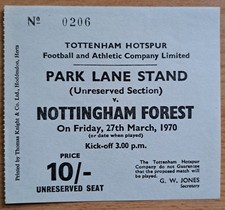 No 0206
TOTTENHAM HOTSPUR
Football and Athletic Company Limited
PARK LANE STAND
(Unreserved Section)
v.
NOTTINGHAM FOREST
On Friday, 27th March, 1970
(or date when played)
Kick-off 3.00 p.m.
PRICE
10/-
UNRESERVED SEAT
The Tottenham Hotspur
Company do not Guarantee
that the proposed match will
be played.
G. W. JONES
Secretary
Printed by Thomas Knight & Co. Ltd., Hoddesdon, Herts